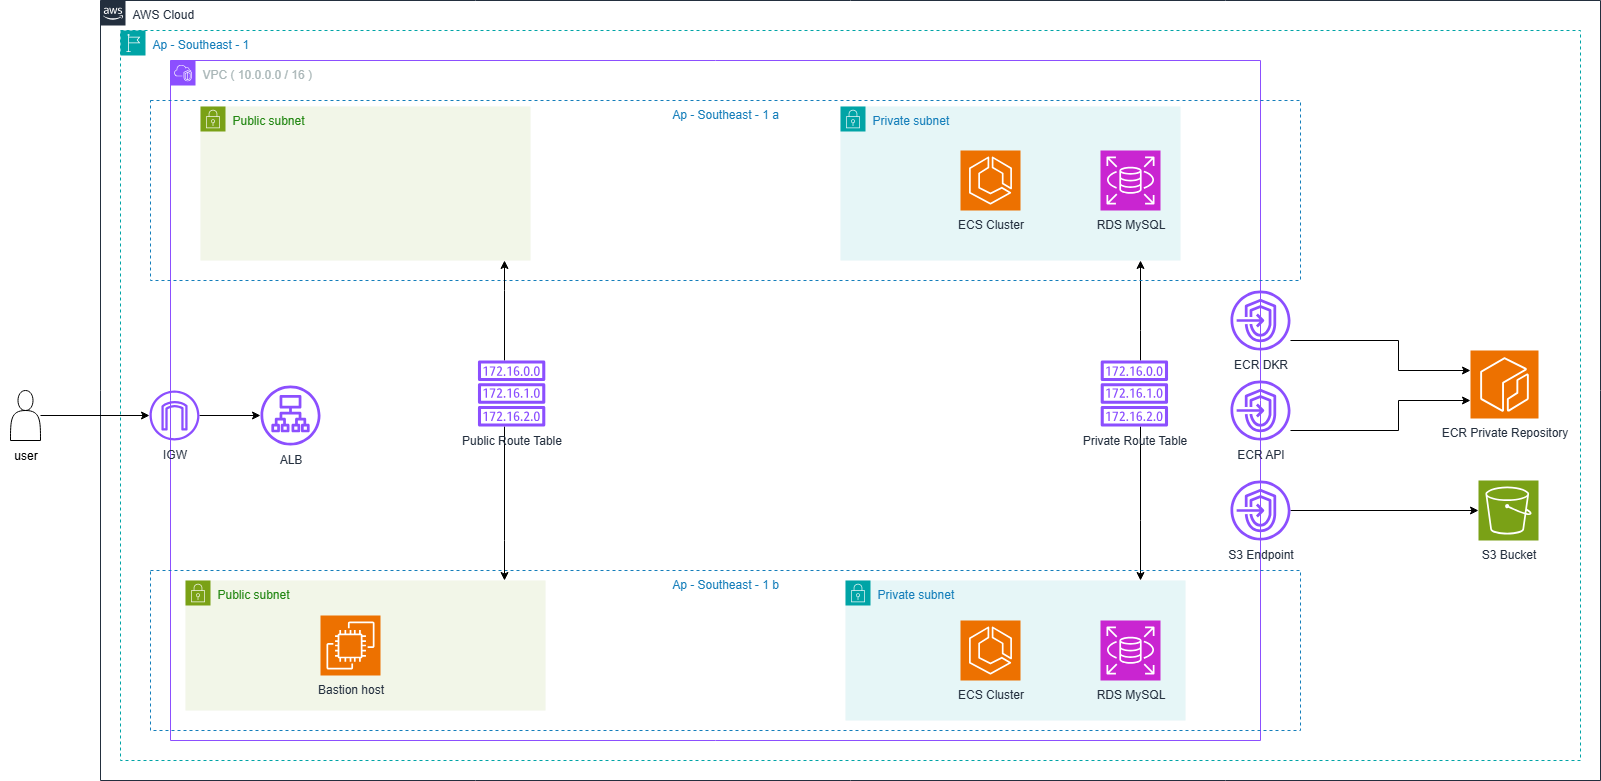 aws
AWS Cloud
Ap - Southeast - 1
VPC ( 10.0.0.0 / 16 )
Public subnet
Ap - Southeast - 1 a
Private subnet
ECS Cluster
RDS MySQL
172.16.0.0
172.16.1.0
172.16.2.0
Public Route Table
172.16.0.0
172.16.1.0
172.16.2.0
Private Route Table
ECR DKR
ECR API
ECR Private Repository
user
IGW
ALB
S3 Endpoint
S3 Bucket
Public subnet
Ap - Southeast - 1 b
Private subnet
Bastion host
ECS Cluster
RDS MySQL